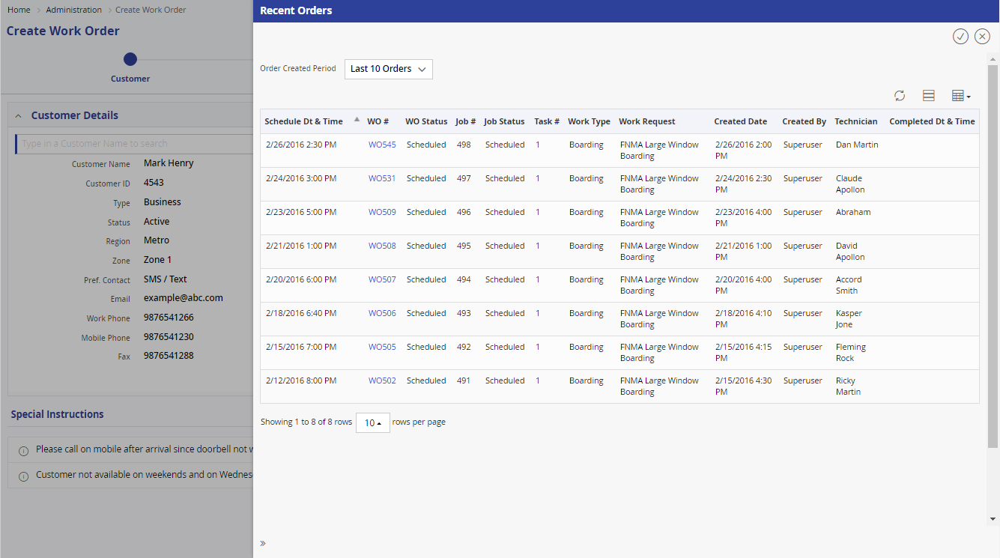 Home > Administration > Create Work Order
Create Work Order
Customer
Customer Details
Type in a Customer Name to search
Customer Name Mark Henry
Customer ID 4543
Type Business
Status Active
Region Metro
Zone Zone 1
Pref. Contact SMS / Text
Email example@abc.com
Work Phone 9876541266
Mobile Phone 9876541230
Fax 9876541288
Special Instructions
Please call on mobile after arrival since doorbell not
Customer not available on weekends and on
Recent Orders
Order Created Period Last 10 Orders
Schedule Dt & Time WO # WO Status Job # Job Status Task # Work Type Work Request Created Date Created By Technician Completed Dt & Time
2/26/2016 2:30 PM WO545 Scheduled 498 Scheduled 1 Boarding FNMA Large Window 2/26/2016 2:00 Superuser Dan Martin
Boarding PM
2/24/2016 3:00 PM WO531 Scheduled 497 Scheduled 1 Boarding FNMA Large Window 2/24/2016 2:30 Superuser Claude
Boarding PM Apollon
2/23/2016 5:00 PM WO509 Scheduled 496 Scheduled 1 Boarding FNMA Large Window 2/23/2016 4:00 Superuser Abraham
Boarding PM
2/21/2016 1:00 PM WO508 Scheduled 495 Scheduled 1 Boarding FNMA Large Window 2/21/2016 1:00 Superuser David
Boarding PM Apollon
2/20/2016 6:00 PM WO507 Scheduled 494 Scheduled 1 Boarding FNMA Large Window 2/20/2016 4:00 Superuser Accord
Boarding PM Smith
2/18/2016 6:40 PM WO506 Scheduled 493 Scheduled 1 Boarding FNMA Large Window 2/18/2016 4:10 Superuser Kasper
Boarding PM Jone
2/15/2016 7:00 PM WO505 Scheduled 492 Scheduled 1 Boarding FNMA Large Window 2/15/2016 4:15 Superuser Fleming
Boarding PM Rock
2/12/2016 8:00 PM WO502 Scheduled 491 Scheduled 1 Boarding FNMA Large Window 2/15/2016 4:30 Superuser Ricky
Boarding PM Martin
Showing 1 to 8 of 8 rows 10 rows per page
»